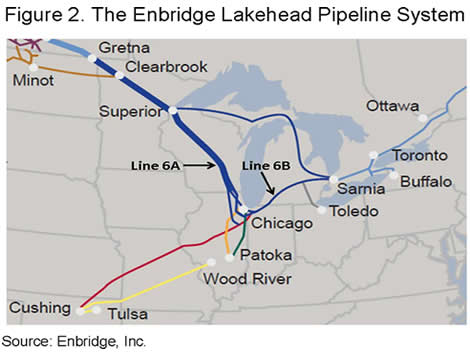 Figure 2. The Enbridge Lakehead Pipeline System
Gretna
Clearbrook
Minot
Superior
Ottawa
Line 6A
Line 6B
Toronto
Buffalo
Sarnia
Toledo
Chicago
Patoka
Wood River
Cushing
Tulsa
Source: Enbridge, Inc.